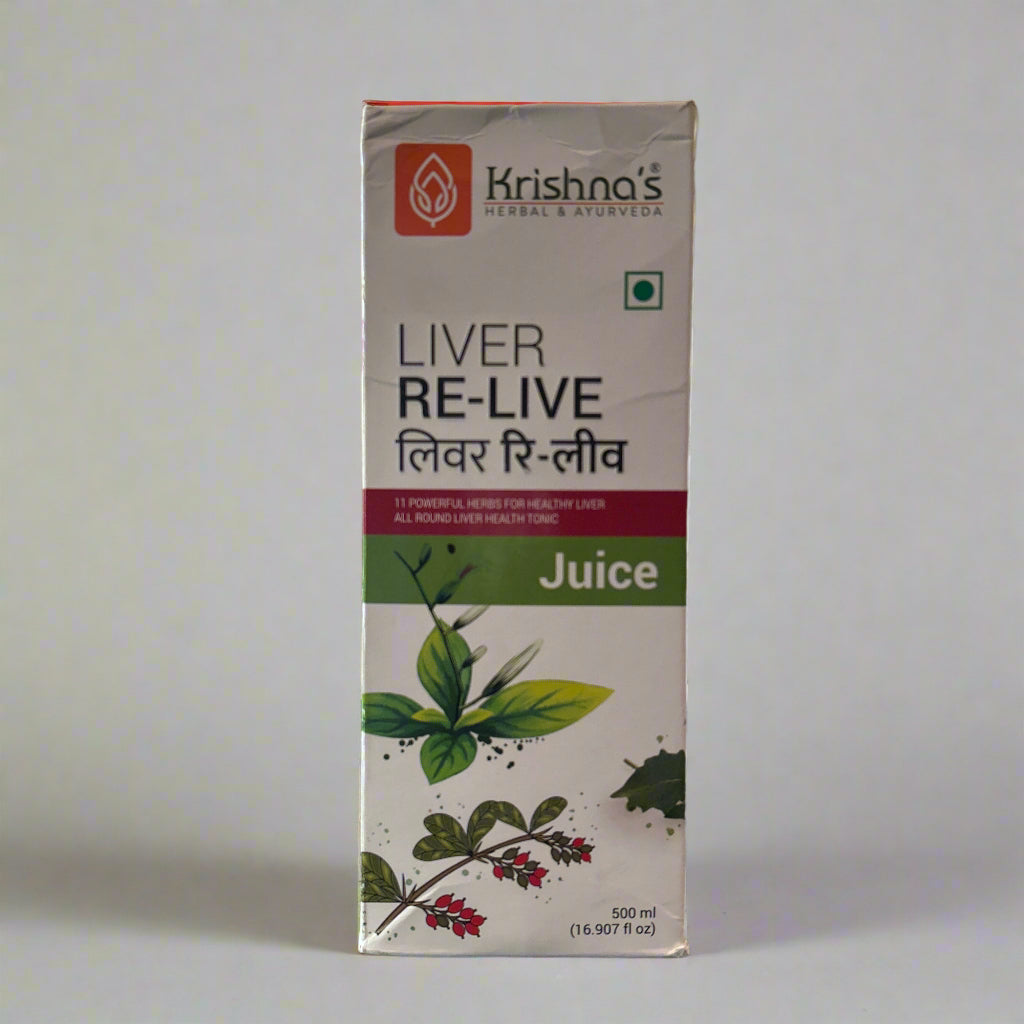 Krishna's®
HERBAL & AYURVEDA
LIVER
RE-LIVE
लिवर रि-लीव
11 POWERFUL HERBS FOR HEALTHY LIVER
ALL ROUND LIVER HEALTH TONIC
Juice
500 ml
(16.907 fl oz)